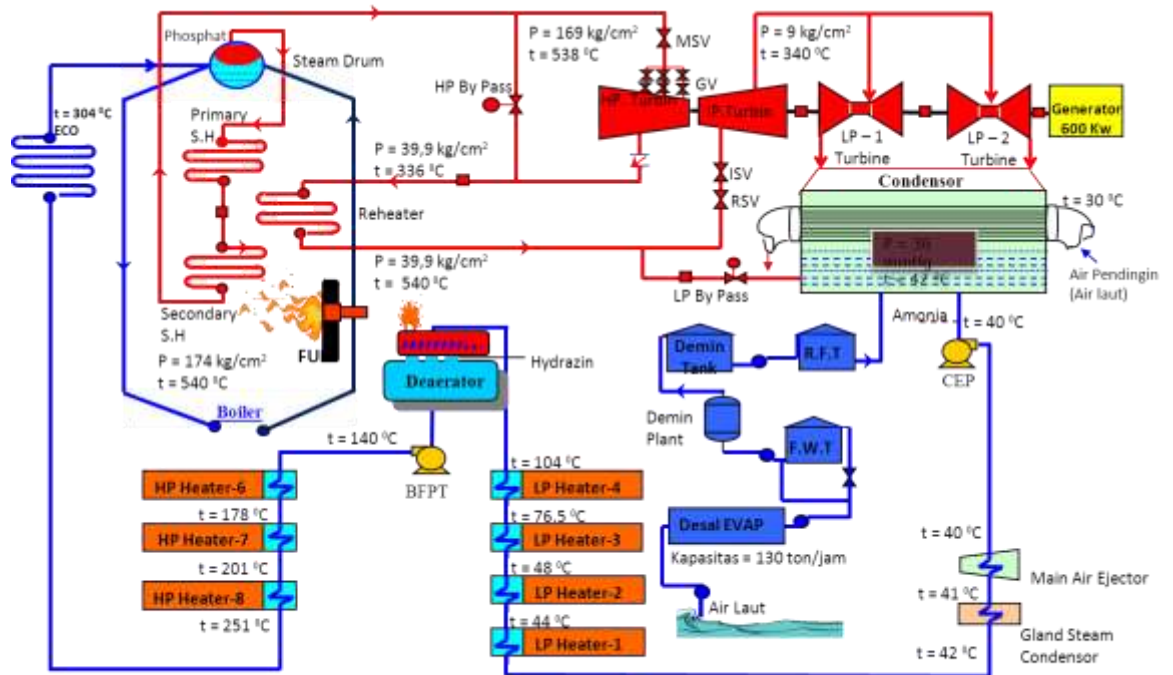 Phosphat
Steam Drum
t = 304 ⁰C
ECO
Primary
S.H
Secondary
S.H
P = 174 kg/cm²
t = 540 ⁰C
Boiler
FU
HP By Pass
P = 39,9 kg/cm²
t = 336 ⁰C
Reheater
P = 39,9 kg/cm²
t = 540 ⁰C
P = 169 kg/cm²
t = 538 ⁰C
MSV
GV
HP. Turbin
IP.Turbin
P = 9 kg/cm²
t = 340 ⁰C
LP – 1
Turbine
LP – 2
Turbine
Generator
600 Kw
ISV
RSV
LP By Pass
Condensor
t = 30 ⁰C
t = 42 ⁰C
Air Pendingin
(Air laut)
Amonia
t = 40 ⁰C
CEP
Demin
Tank
R.F.T
Demin
Plant
F.W.T
Desal EVAP
Kapasitas = 130 ton/jam
Air Laut
Hydrazin
Deaerator
t = 140 ⁰C
BFPT
HP Heater-6
t = 178 ⁰C
HP Heater-7
t = 201 ⁰C
HP Heater-8
t = 251 ⁰C
t = 104 ⁰C
LP Heater-4
t = 76.5 ⁰C
LP Heater-3
t = 48 ⁰C
LP Heater-2
t = 44 ⁰C
LP Heater-1
t = 40 ⁰C
Main Air Ejector
t = 41 ⁰C
Gland Steam
Condensor
t = 42 ⁰C